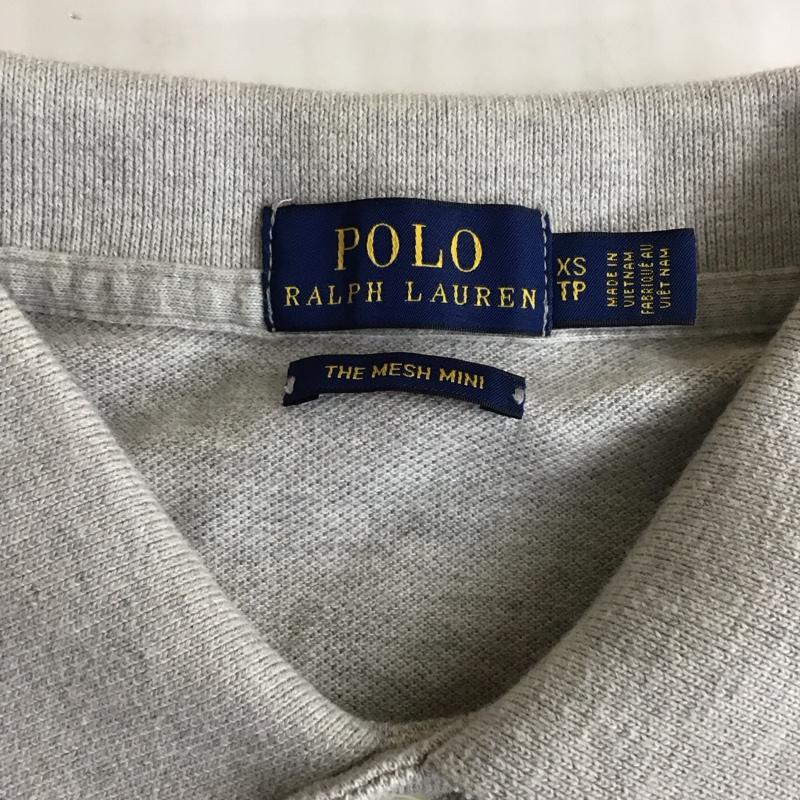 POLO
RALPH LAUREN
XS
TP
MADE IN
VIETNAM
FABRIQUÉ AU
VIÊT NAM
THE MESH MINI